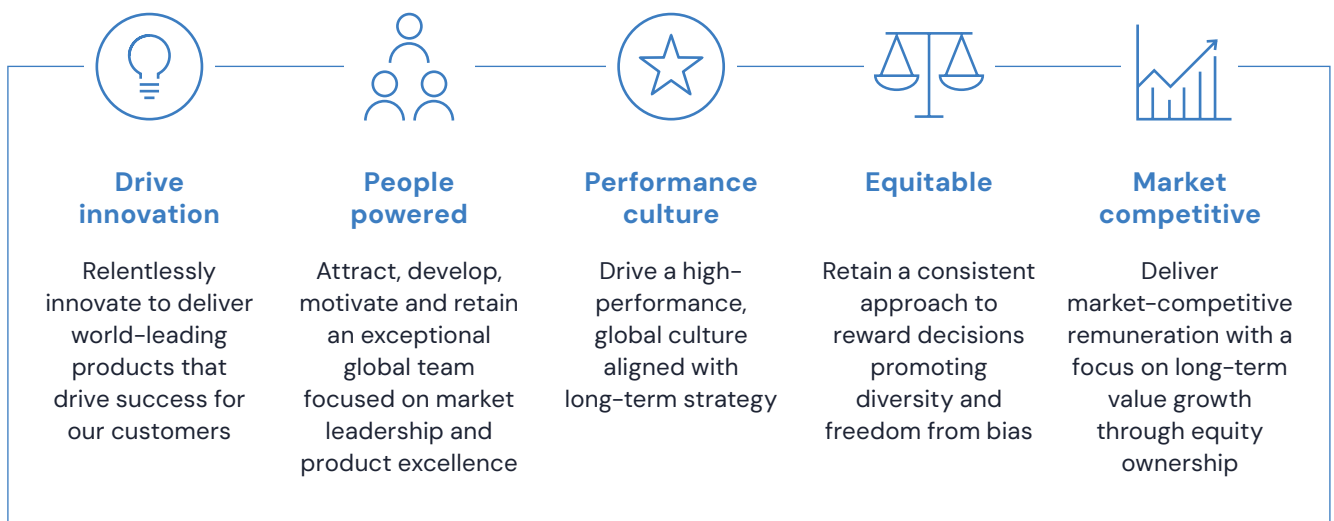 Drive
innovation
Relentlessly
innovate to deliver
world-leading
products that
drive success for
our customers
People
powered
Attract, develop,
motivate and retain
an exceptional
global team
focused on market
leadership and
product excellence
Performance
culture
Drive a high-
performance,
global culture
aligned with
long-term strategy
Equitable
Retain a consistent
approach to
reward decisions
promoting
diversity and
freedom from bias
Market
competitive
Deliver
market-competitive
remuneration with a
focus on long-term
value growth
through equity
ownership